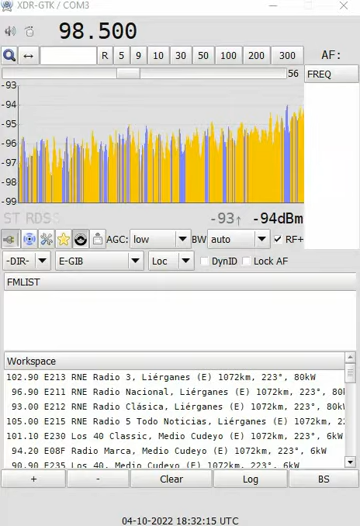 XDR-GTK / COM3
98.500
R 5 9 10 30 50 100 200 300 AF:
56 FREQ
-93
-94
-95
-96
-97
-98
-99
ST RDS -93↑ -94dBm
AGC: low BW auto RF+
-DIR- E-GIB Loc DynID Lock AF
FMLIST
Workspace
102.90 E213 RNE Radio 3, Liérganes (E) 1072km, 223°, 80kW
96.90 E211 RNE Radio Nacional, Liérganes (E) 1072km, 223°, 80
93.00 E212 RNE Radio Clásica, Liérganes (E) 1072km, 223°, 80kW
105.00 E215 RNE Radio 5 Todo Noticias, Liérganes (E) 1072km, 22
101.10 E230 Los 40 Classic, Medio Cudeyo (E) 1072km, 223°, 6kW
94.20 E08F Radio Marca, Medio Cudeyo (E) 1072km, 223°, 6kW
90.90 E235 Los 40, Medio Cudeyo (E) 1072km, 223°, 6kW
+ - Clear Log BS
04-10-2022 18:32:15 UTC